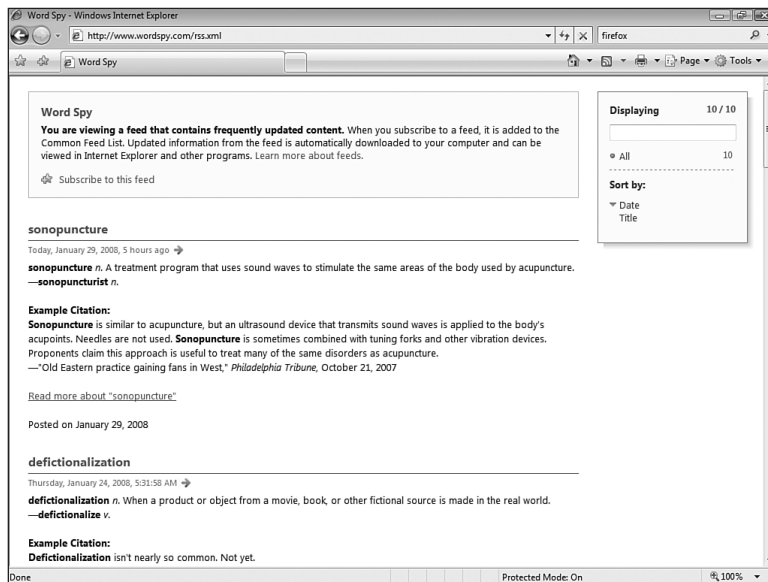 Word Spy - Windows Internet Explorer
http://www.wordspy.com/rss.xml
firefox
Word Spy
Page
Tools
Word Spy
You are viewing a feed that contains frequently updated content. When you subscribe to a feed, it is added to the
Common Feed List. Updated information from the feed is automatically downloaded to your computer and can be
viewed in Internet Explorer and other programs. Learn more about feeds.
Subscribe to this feed
Displaying 10 / 10
All 10
Sort by:
Date
Title
sonopuncture
Today, January 29, 2008, 5 hours ago
sonopuncture n. A treatment program that uses sound waves to stimulate the same areas of the body used by acupuncture.
—sonopuncturist n.
Example Citation:
Sonopuncture is similar to acupuncture, but an ultrasound device that transmits sound waves is applied to the body's
acupoints. Needles are not used. Sonopuncture is sometimes combined with tuning forks and other vibration devices.
Proponents claim this approach is useful to treat many of the same disorders as acupuncture.
—"Old Eastern practice gaining fans in West," Philadelphia Tribune, October 21, 2007
Read more about "sonopuncture"
Posted on January 29, 2008
defictionalization
Thursday, January 24, 2008, 5:31:58 AM
defictionalization n. When a product or object from a movie, book, or other fictional source is made in the real world.
—defictionalize v.
Example Citation:
Defictionalization isn't nearly so common. Not yet.
Done
Protected Mode: On
100%